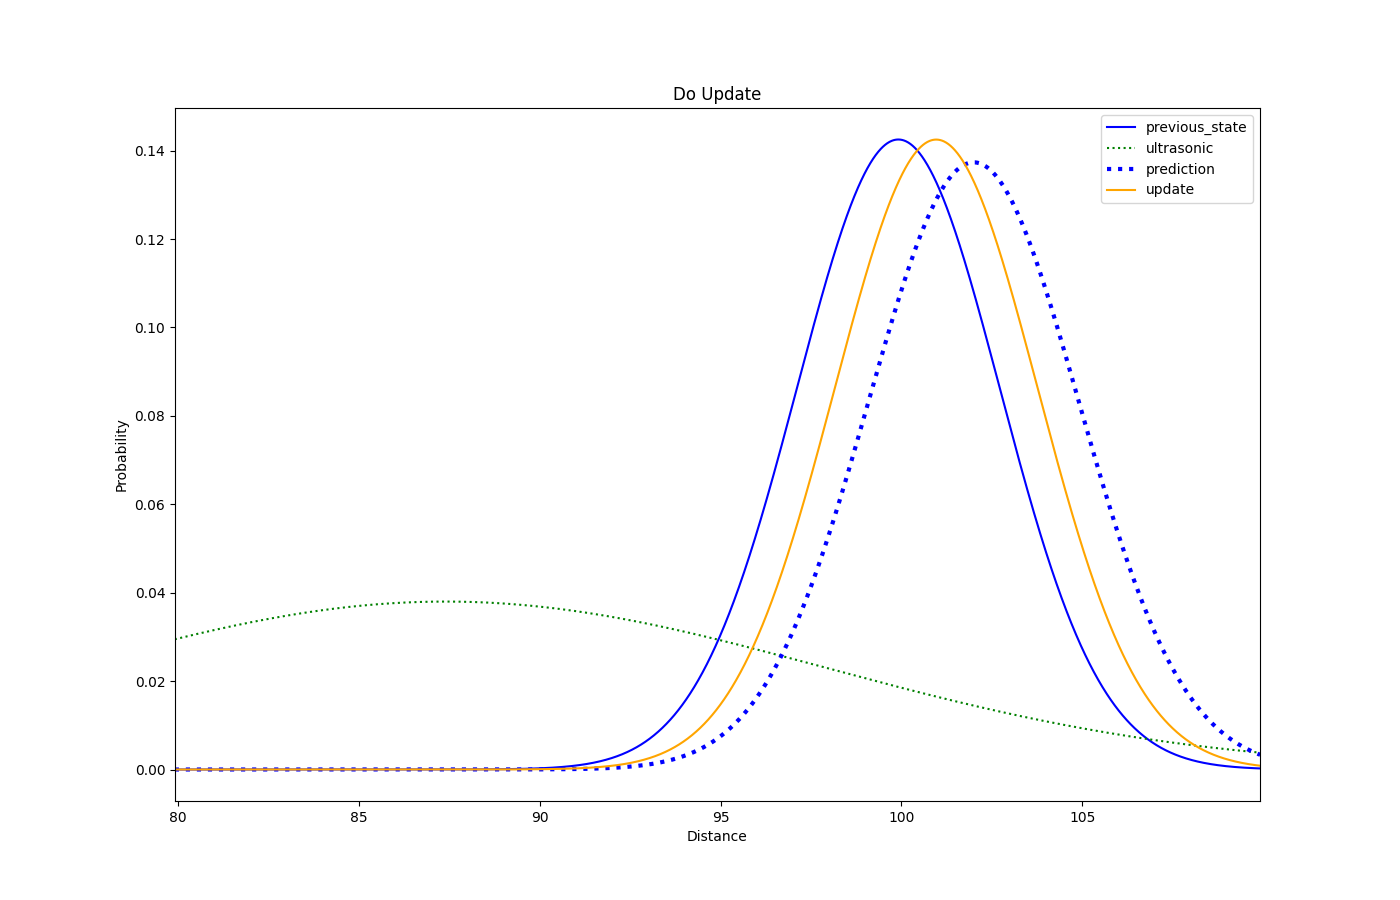 Do Update
previous_state
ultrasonic
prediction
update
0.14
0.12
0.10
0.08
0.06
0.04
0.02
0.00
Probability
80 85 90 95 100 105
Distance